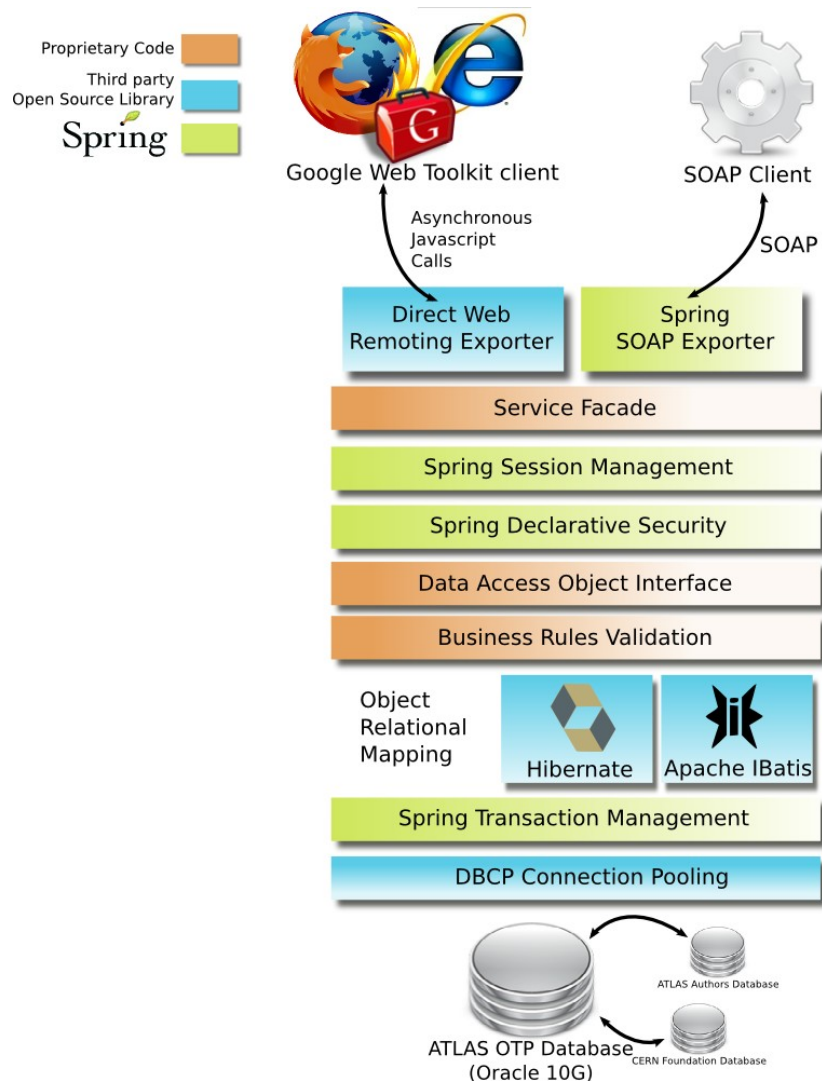 Proprietary Code
Third party
Open Source Library
Spring
G
Google Web Toolkit client
SOAP Client
Asynchronous
Javascript
Calls
SOAP
Direct Web
Remoting Exporter
Spring
SOAP Exporter
Service Facade
Spring Session Management
Spring Declarative Security
Data Access Object Interface
Business Rules Validation
Object
Relational
Mapping
Hibernate
Apache IBatis
Spring Transaction Management
DBCP Connection Pooling
ATLAS Authors Database
CERN Foundation Database
ATLAS OTP Database
(Oracle 10G)